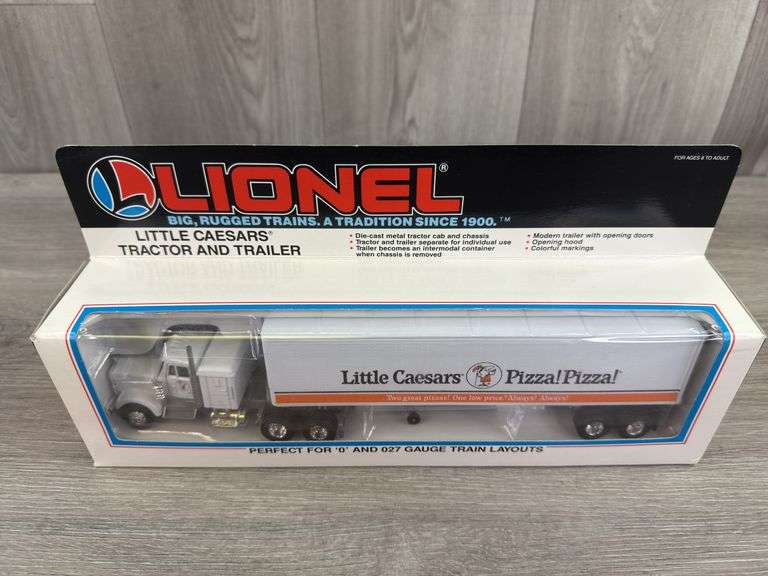 LIONEL®
FOR AGES 8 TO ADULT
BIG, RUGGED TRAINS. A TRADITION SINCE 1900.™
LITTLE CAESARS®
TRACTOR AND TRAILER
• Die-cast metal tractor cab and chassis
• Tractor and trailer separate for individual use
• Trailer becomes an intermodal container
when chassis is removed
• Modern trailer with opening doors
• Opening hood
• Colorful markings
Little Caesars® Pizza!Pizza!®
Two great pizzas! One low price.® Always! Always!®
PERFECT FOR '0' AND 027 GAUGE TRAIN LAYOUTS